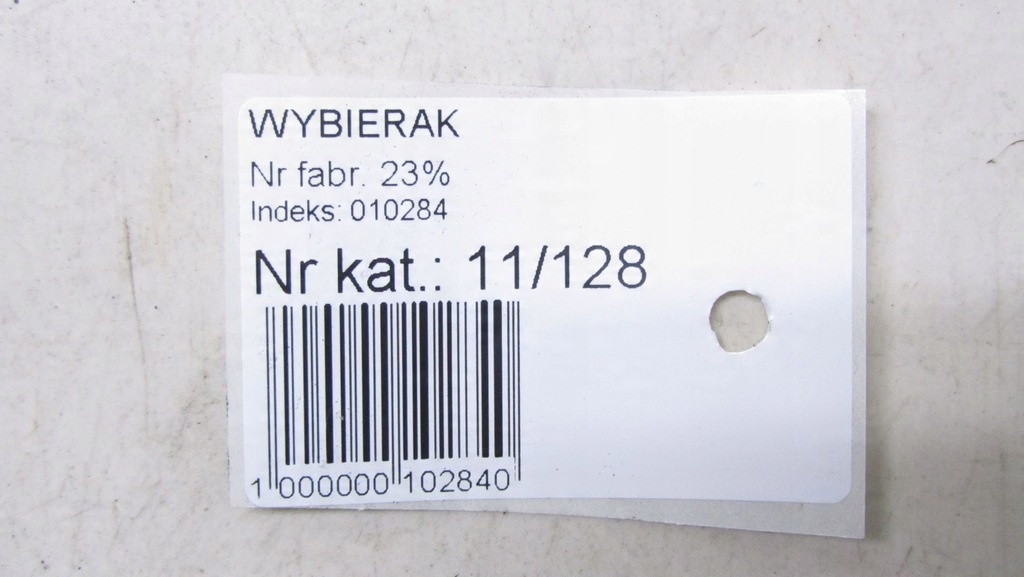 WYBIERAK
Nr fabr. 23%
Indeks: 010284
Nr kat.: 11/128
1 000000 102840